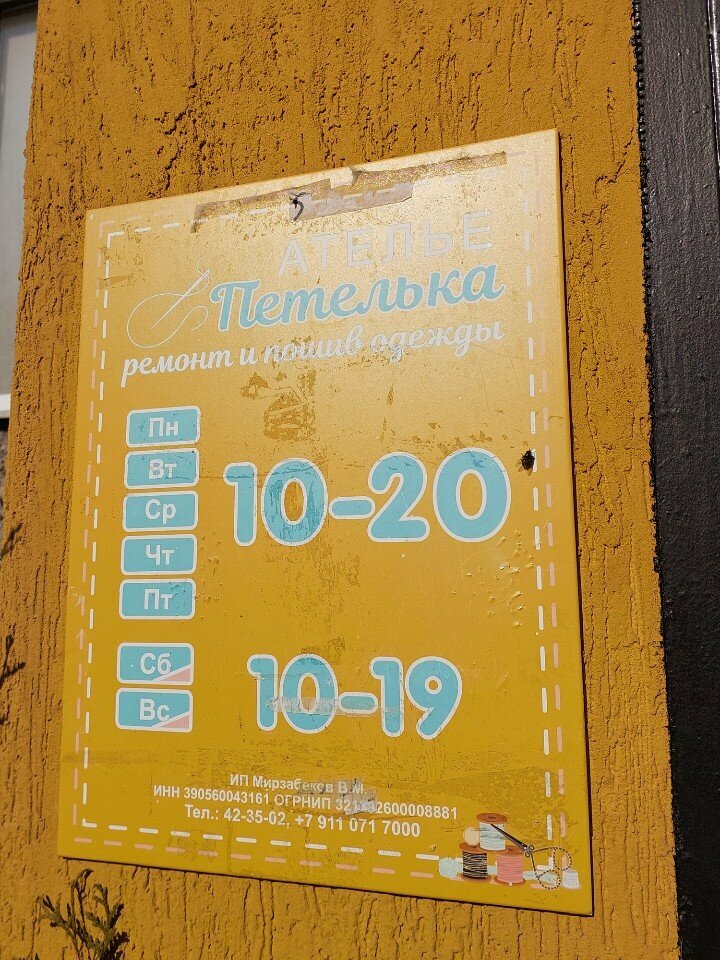 АТЕЛЬЕ
Петелька
ремонт и пошив одежды
Пн
Вт
Ср
Чт
Пт
10-20
Сб
Вс
10-19
ИП Мирзабеков В.М.
ИНН 390560043161 ОГРНИП
Тел.: 42-35-02, +7 911 071 7000